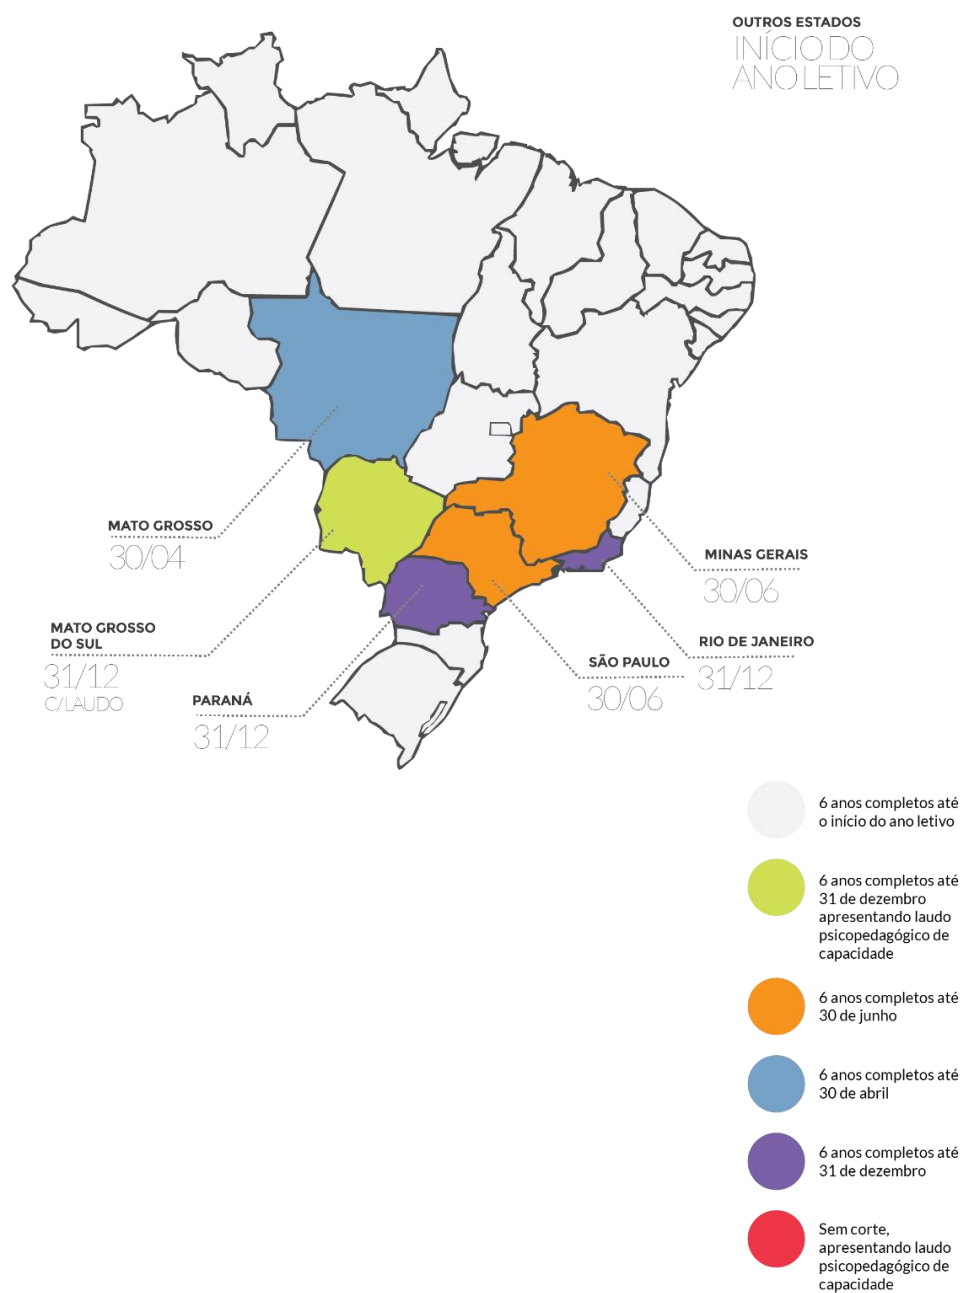 OUTROS ESTADOS
INÍCIO DO
ANO LETIVO
MATO GROSSO
30/04
MINAS GERAIS
30/06
MATO GROSSO
DO SUL
31/12
C/LAUDO
RIO DE JANEIRO
31/12
SÃO PAULO
30/06
PARANÁ
31/12
6 anos completos até
o início do ano letivo
6 anos completos até
31 de dezembro
apresentando laudo
psicopedagógico de
capacidade
6 anos completos até
30 de junho
6 anos completos até
30 de abril
6 anos completos até
31 de dezembro
Sem corte,
apresentando laudo
psicopedagógico de
capacidade